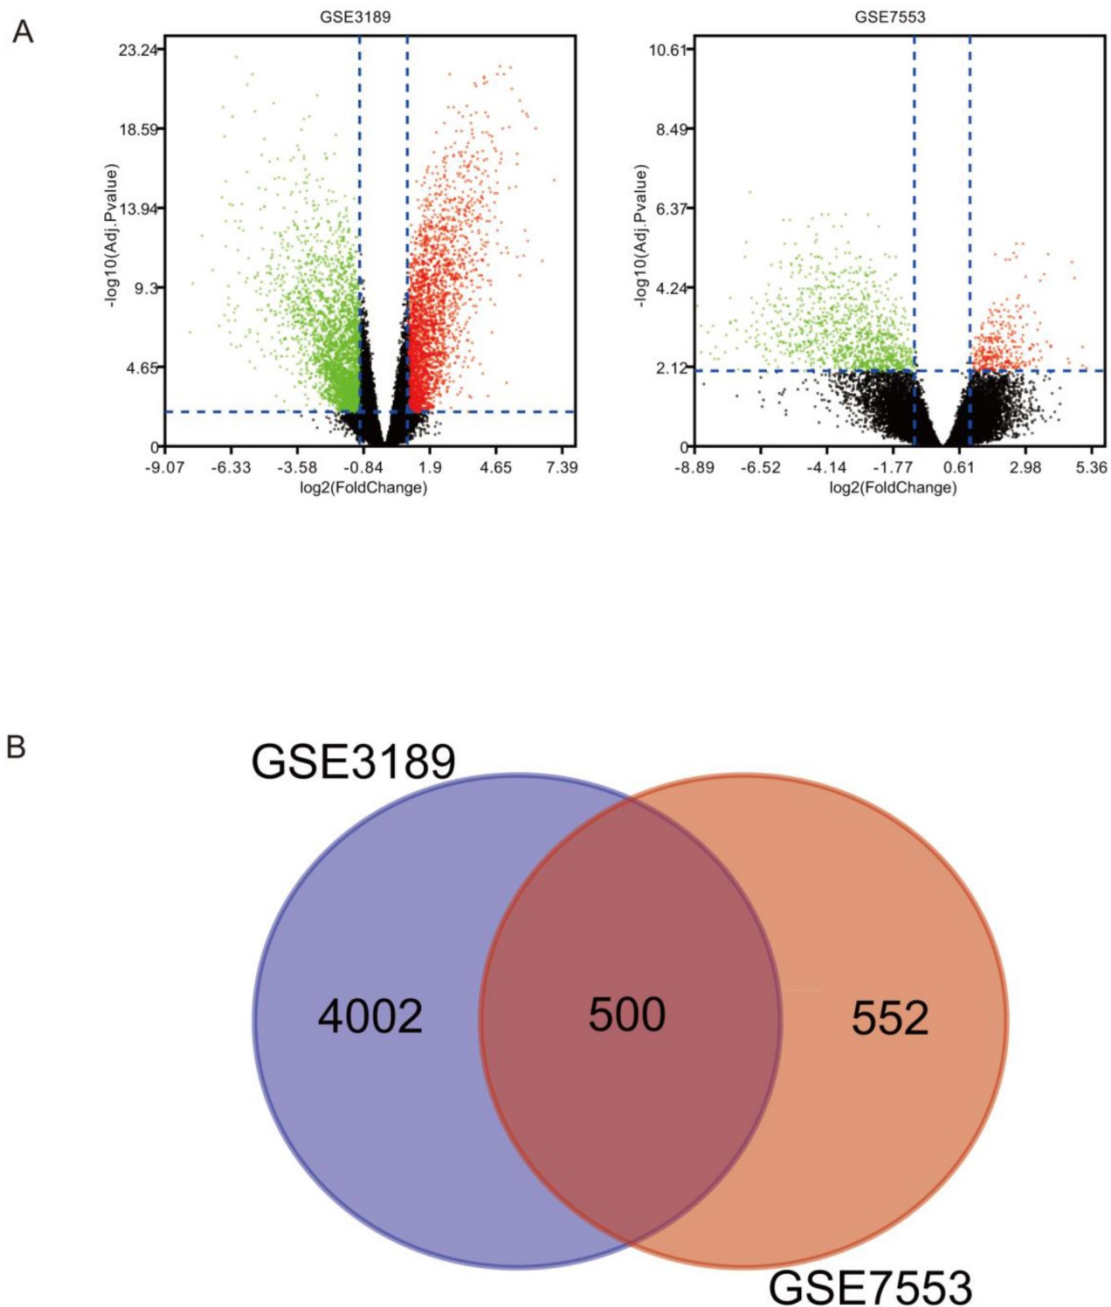 A
GSE3189
GSE7553
-log10(Adj.Pvalue)
23.24
18.59
13.94
9.3
4.65
0
-9.07 -6.33 -3.58 -0.84 1.9 4.65 7.39
log2(FoldChange)
-log10(Adj.Pvalue)
10.61
8.49
6.37
4.24
2.12
0
-8.89 -6.52 -4.14 -1.77 0.61 2.98 5.36
log2(FoldChange)
B
GSE3189
4002 500 552
GSE7553